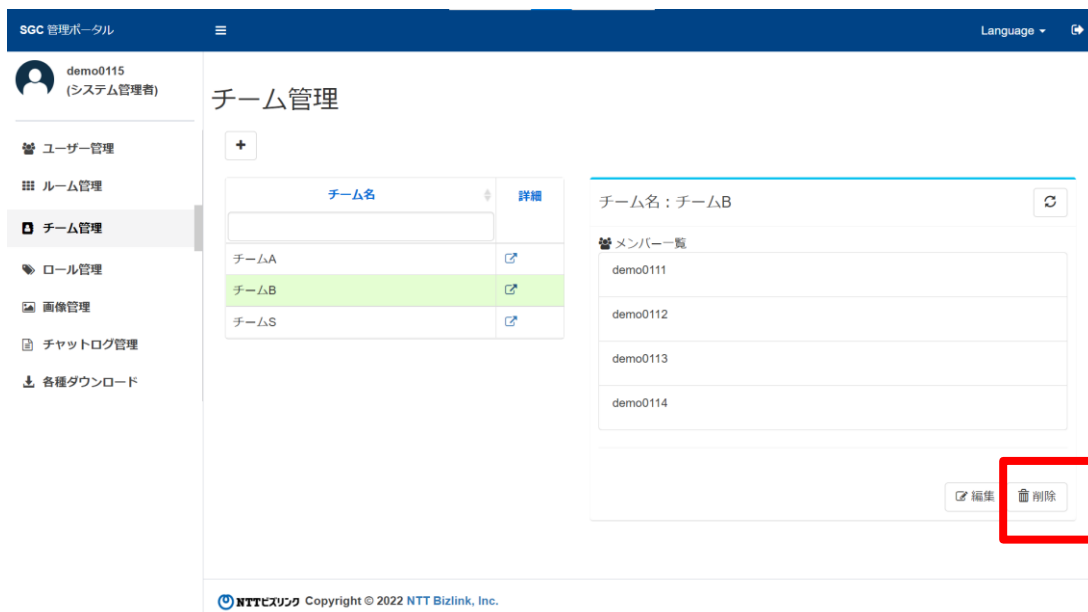 SGC 管理ポータル
Language
demo0115
(システム管理者)
チーム管理
ユーザー管理
ルーム管理
チーム管理
ロール管理
画像管理
チャットログ管理
各種ダウンロード
チーム名 詳細
チームA
チームB
チームS
チーム名：チームB
メンバー一覧
demo0111
demo0112
demo0113
demo0114
編集 削除
NTTビズリンク Copyright © 2022 NTT Bizlink, Inc.